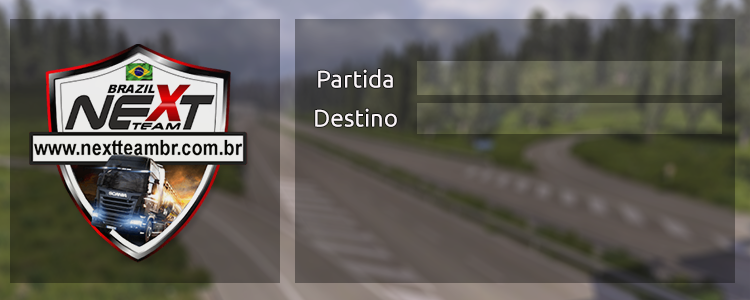 BRAZIL
NEXT
TEAM
www.nextteambr.com.br
SCANIA
Partida
Destino